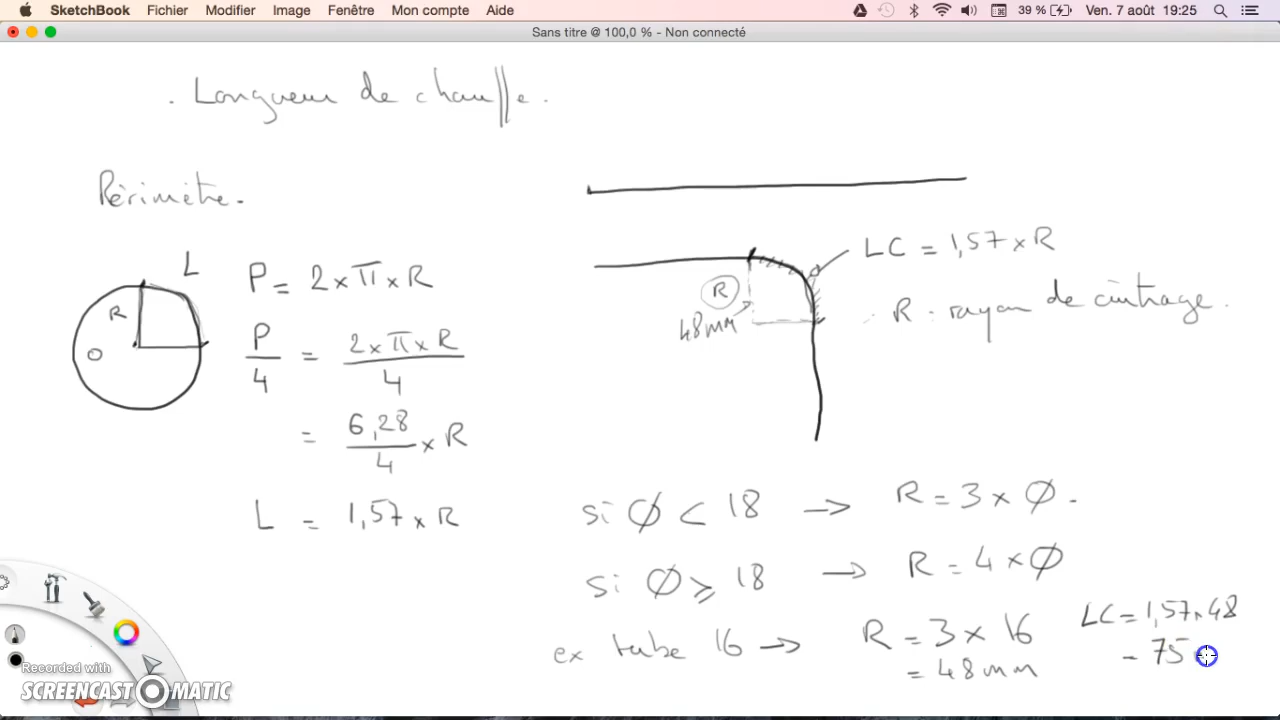 SketchBook Fichier Modifier Image Fenêtre Mon compte Aide 39 % Ven. 7 août 19:25
Sans titre @ 100,0 % - Non connecté
. Longueur de chauffe.
Périmètre.
L
R
O
P = 2 × π × R
P/4 = 2 × π × R / 4
= 6,28 / 4 × R
L = 1,57 × R
LC = 1,57 × R
R
48 mm
R : rayon de cintrage.
si Ø < 18 → R = 3 × Ø.
si Ø ⩾ 18 → R = 4 × Ø
ex tube 16 → R = 3 × 16
= 48 mm
LC = 1,57 × 48
= 75
Recorded with
SCREENCAST-O-MATIC